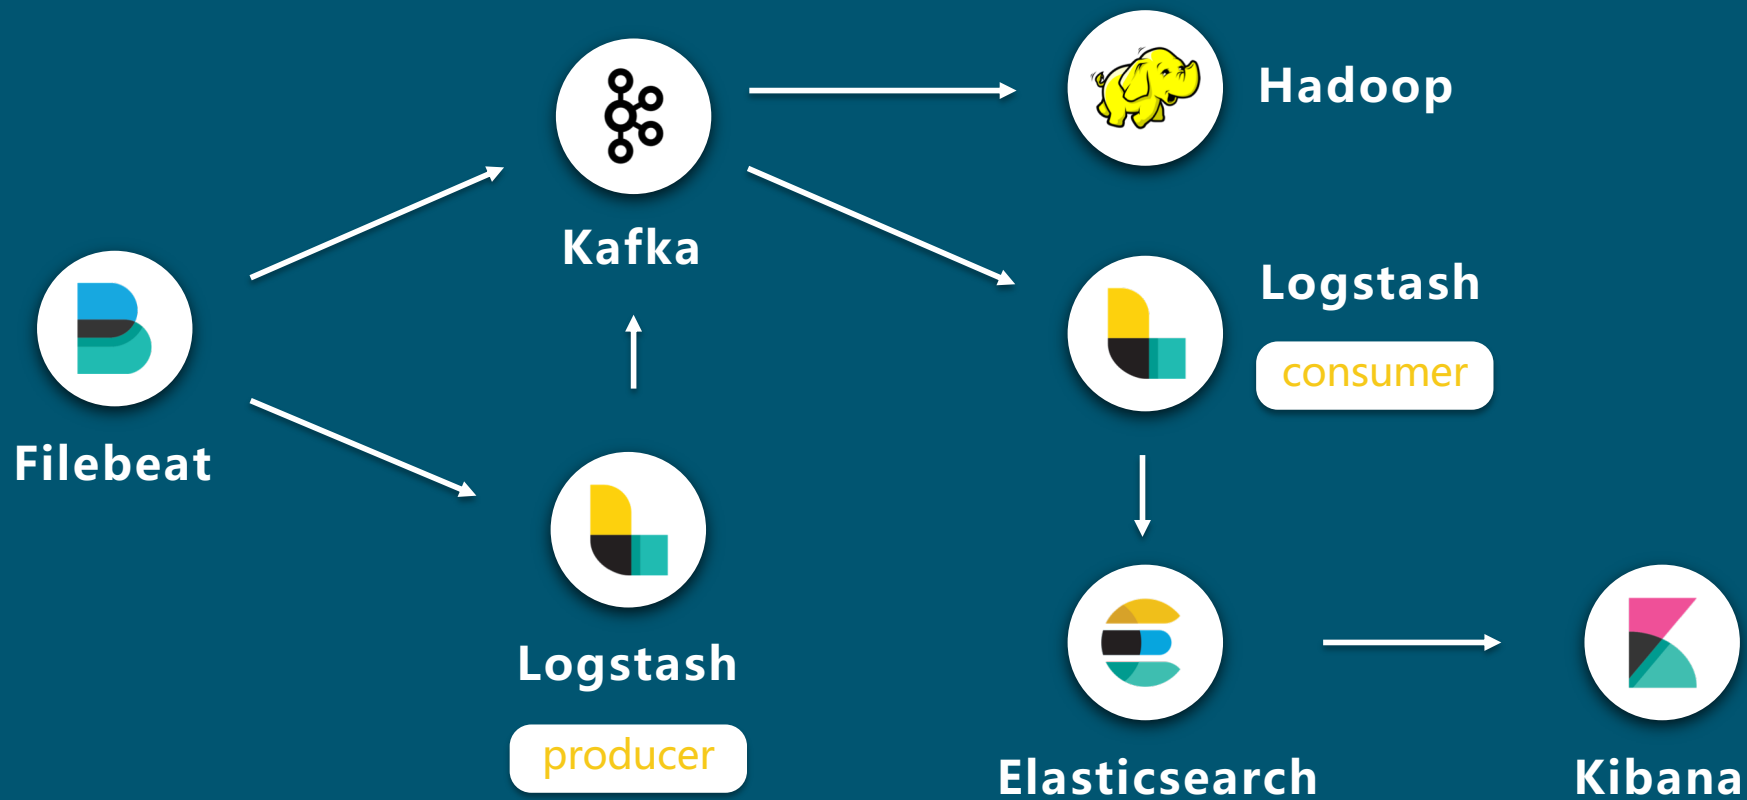 Hadoop
Kafka
Logstash
consumer
Filebeat
Logstash
producer
Elasticsearch
Kibana